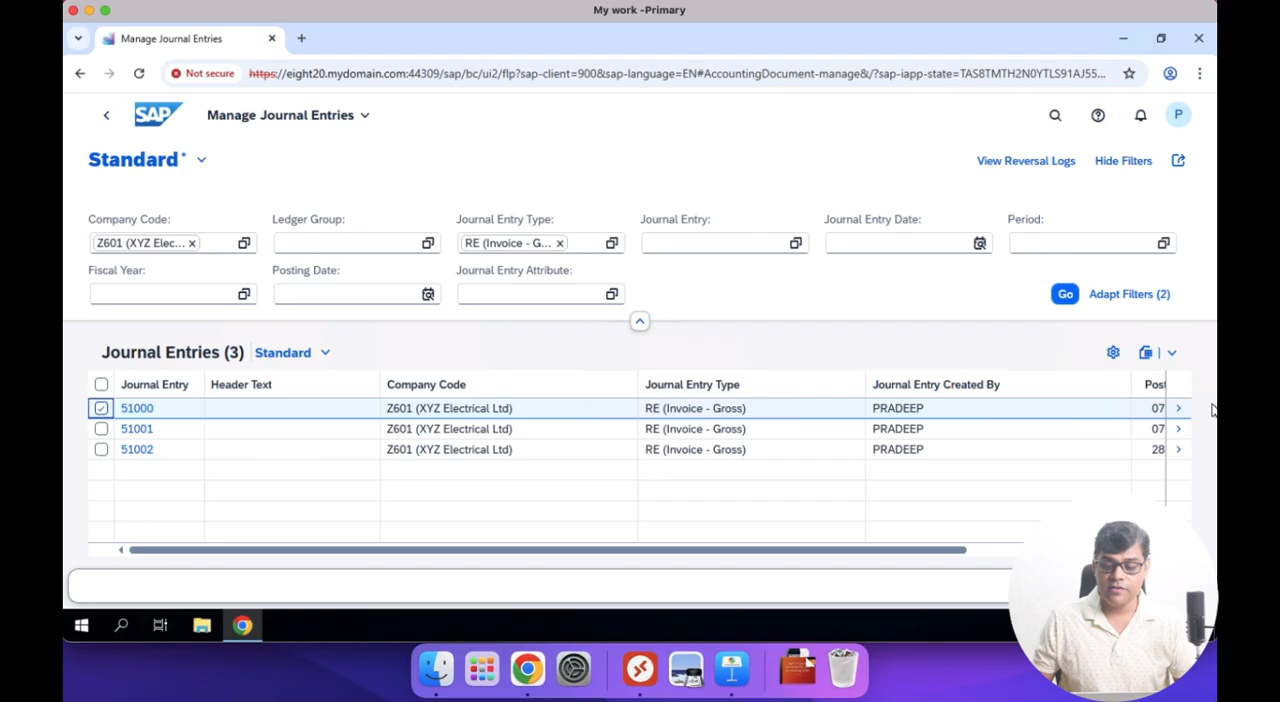 My work -Primary
Manage Journal Entries
Not secure https://eight20.mydomain.com:44309/sap/bc/ui2/flp?sap-client=900&sap-language=EN#AccountingDocument-manage&/?sap-iapp-state=TAS8TMTH2N0YTLS91AJ55...
SAP Manage Journal Entries P
Standard * View Reversal Logs Hide Filters
Company Code: Ledger Group: Journal Entry Type: Journal Entry: Journal Entry Date: Period:
Z601 (XYZ Elec... RE (Invoice - G...
Fiscal Year: Posting Date: Journal Entry Attribute:
Go Adapt Filters (2)
Journal Entries (3) Standard
Journal Entry Header Text Company Code Journal Entry Type Journal Entry Created By Post
51000 Z601 (XYZ Electrical Ltd) RE (Invoice - Gross) PRADEEP 07
51001 Z601 (XYZ Electrical Ltd) RE (Invoice - Gross) PRADEEP 07
51002 Z601 (XYZ Electrical Ltd) RE (Invoice - Gross) PRADEEP 28